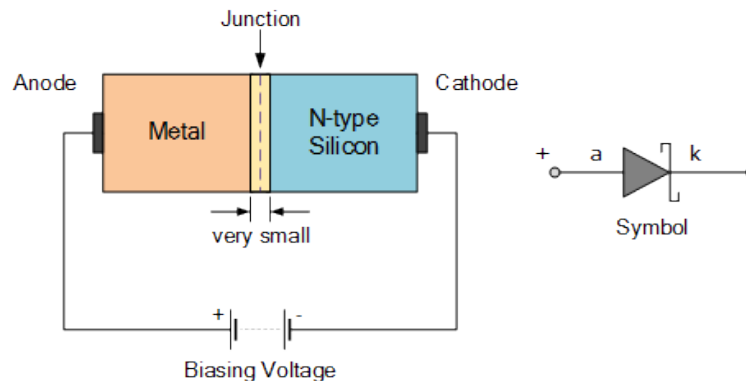 Junction
Anode
Cathode
Metal
N-type
Silicon
very small
+ -
Biasing Voltage
+ a k
Symbol